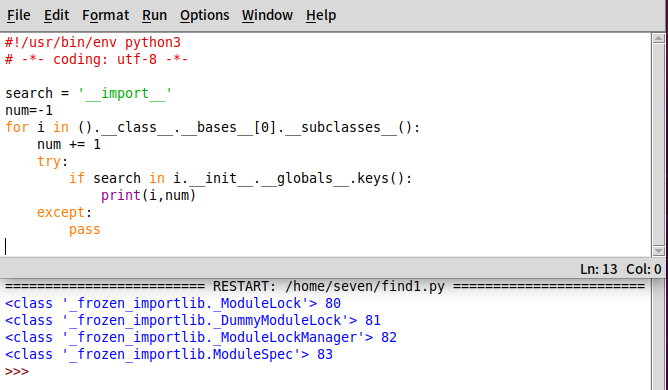 File Edit Format Run Options Window Help
#!/usr/bin/env python3
# -*- coding: utf-8 -*-
search = '__import__'
num=-1
for i in ().__class__.__bases__[0].__subclasses__():
    num += 1
    try:
        if search in i.__init__.__globals__.keys():
            print(i,num)
    except:
        pass
Ln: 13 Col: 0
========================= RESTART: /home/seven/find1.py ========================
<class '_frozen_importlib._ModuleLock'> 80
<class '_frozen_importlib._DummyModuleLock'> 81
<class '_frozen_importlib._ModuleLockManager'> 82
<class '_frozen_importlib.ModuleSpec'> 83
>>>